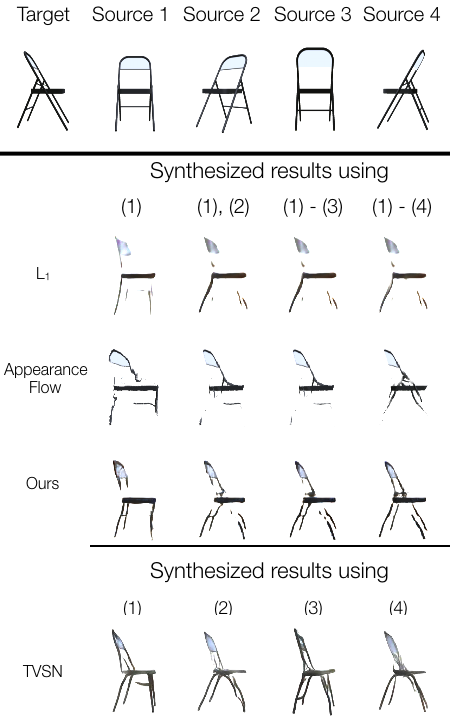 Target Source 1 Source 2 Source 3 Source 4
Synthesized results using
(1) (1), (2) (1) - (3) (1) - (4)
L₁
Appearance
Flow
Ours
Synthesized results using
(1) (2) (3) (4)
TVSN